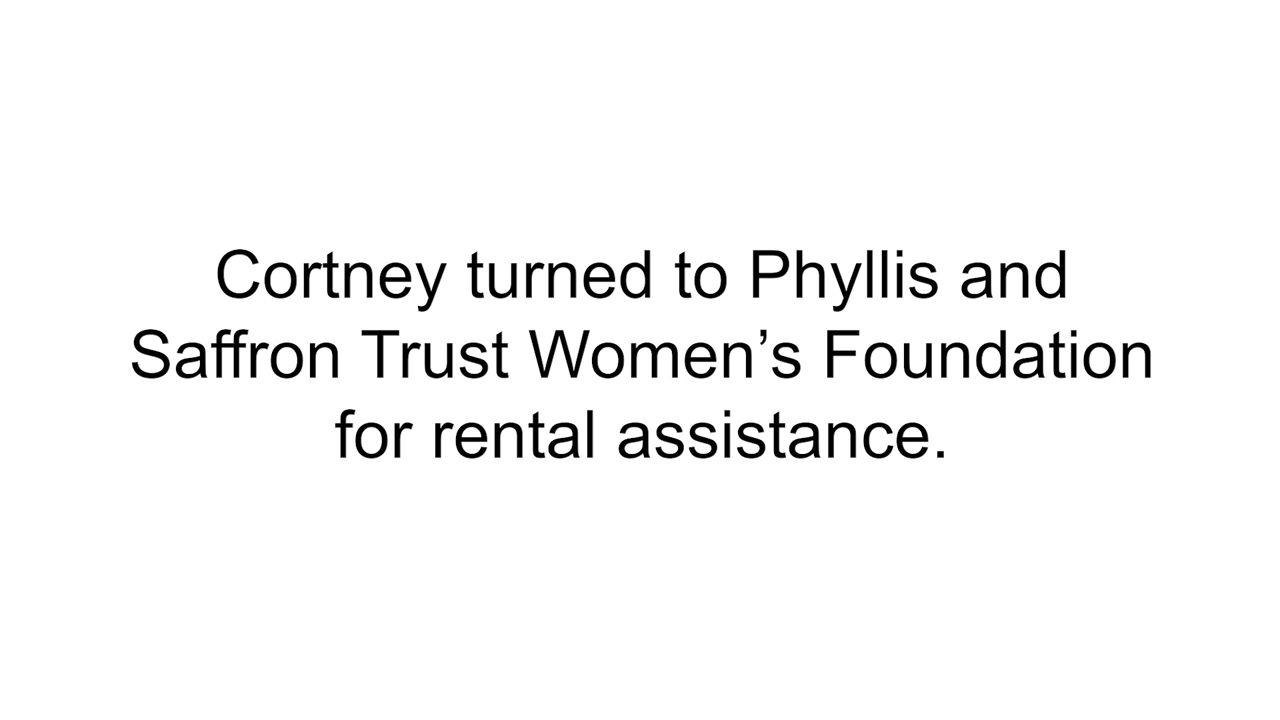 Cortney turned to Phyllis and
Saffron Trust Women’s Foundation
for rental assistance.